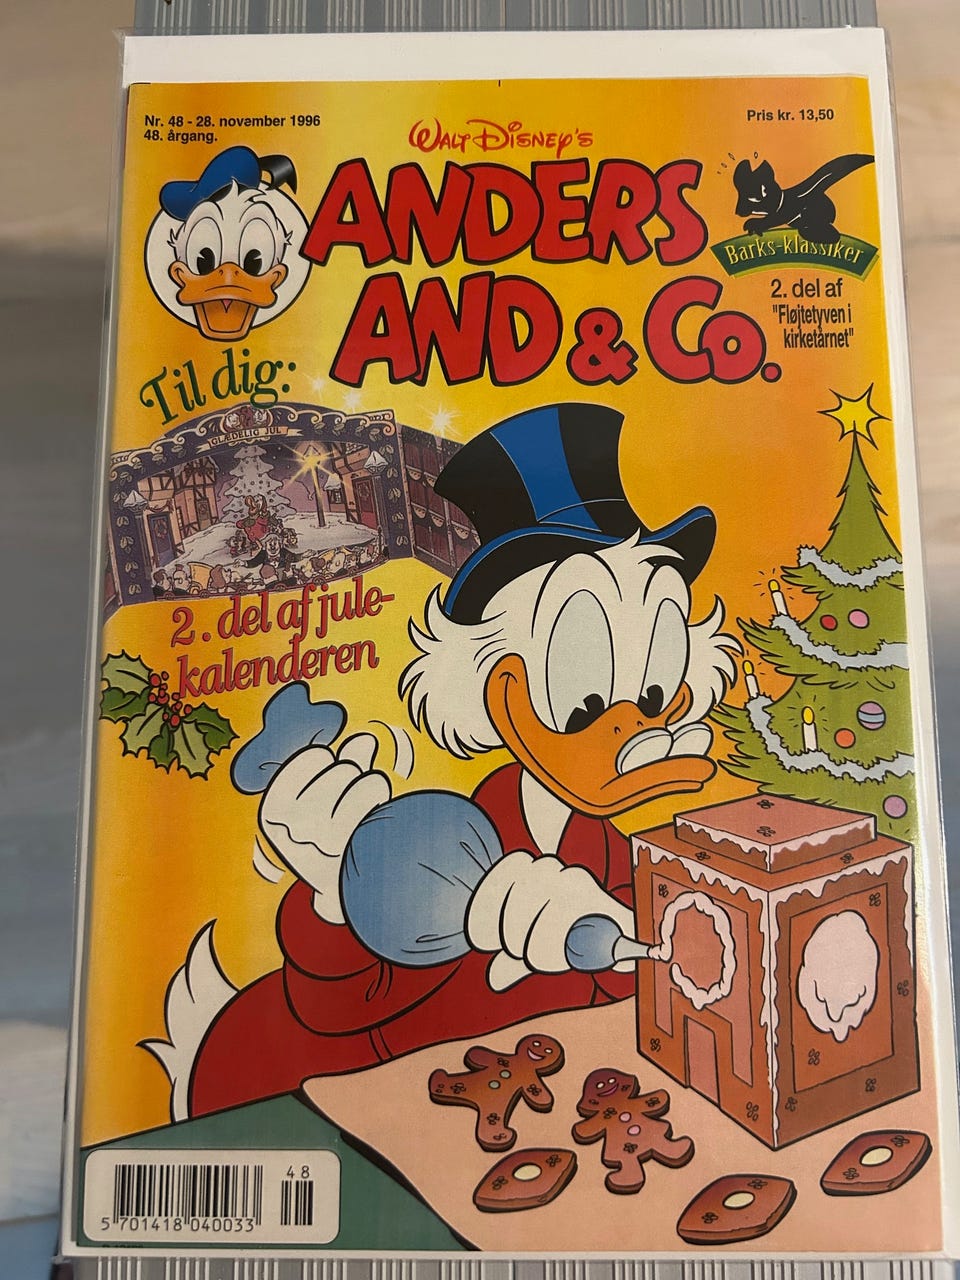 Nr. 48 - 28. november 1996
48. årgang.
Pris kr. 13,50
WALT DISNEY'S
ANDERS
AND & Co.
Barks-klassiker
2. del af
"Fløjtetyven i
kirketårnet"
Til dig:
GLÆDELIG JUL
2. del af jule-
kalenderen
48
5 701418 040033